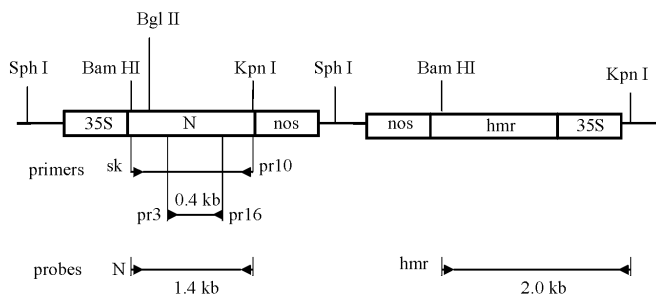 Bgl II
Sph I Bam HI Kpn I Sph I Bam HI Kpn I
35S N nos nos hmr 35S
primers sk pr10
0.4 kb
pr3 pr16
probes N hmr
1.4 kb 2.0 kb